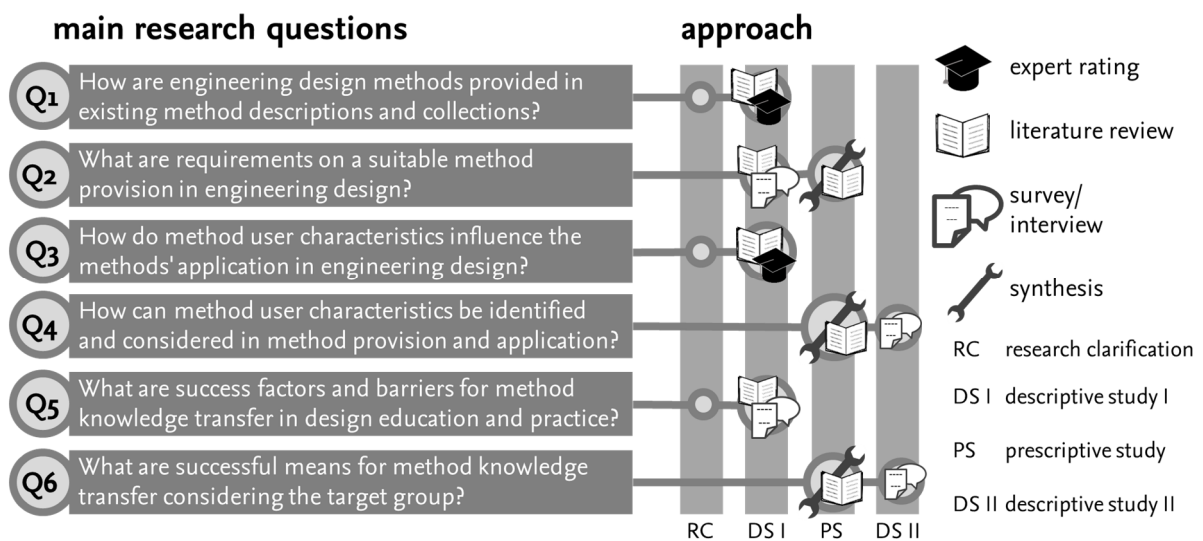 main research questions
approach
Q1
How are engineering design methods provided in
existing method descriptions and collections?
Q2
What are requirements on a suitable method
provision in engineering design?
Q3
How do method user characteristics influence the
methods' application in engineering design?
Q4
How can method user characteristics be identified
and considered in method provision and application?
Q5
What are success factors and barriers for method
knowledge transfer in design education and practice?
Q6
What are successful means for method knowledge
transfer considering the target group?
RC
DS I
PS
DS II
expert rating
literature review
survey/
interview
synthesis
RC research clarification
DS I descriptive study I
PS prescriptive study
DS II descriptive study II